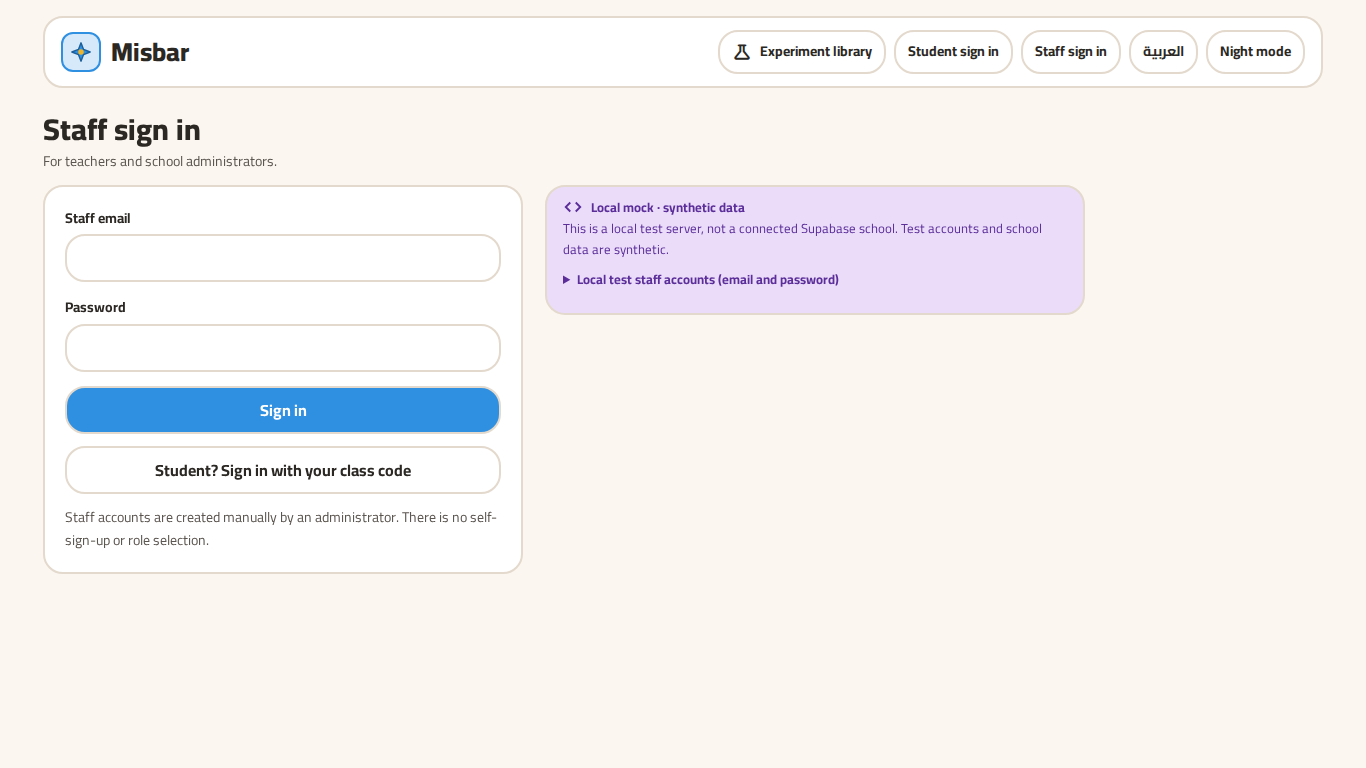 Misbar
Experiment library
Student sign in
Staff sign in
العربية
Night mode
Staff sign in
For teachers and school administrators.
Staff email
Password
Sign in
Student? Sign in with your class code
Staff accounts are created manually by an administrator. There is no self-
sign-up or role selection.
Local mock · synthetic data
This is a local test server, not a connected Supabase school. Test accounts and school
data are synthetic.
Local test staff accounts (email and password)